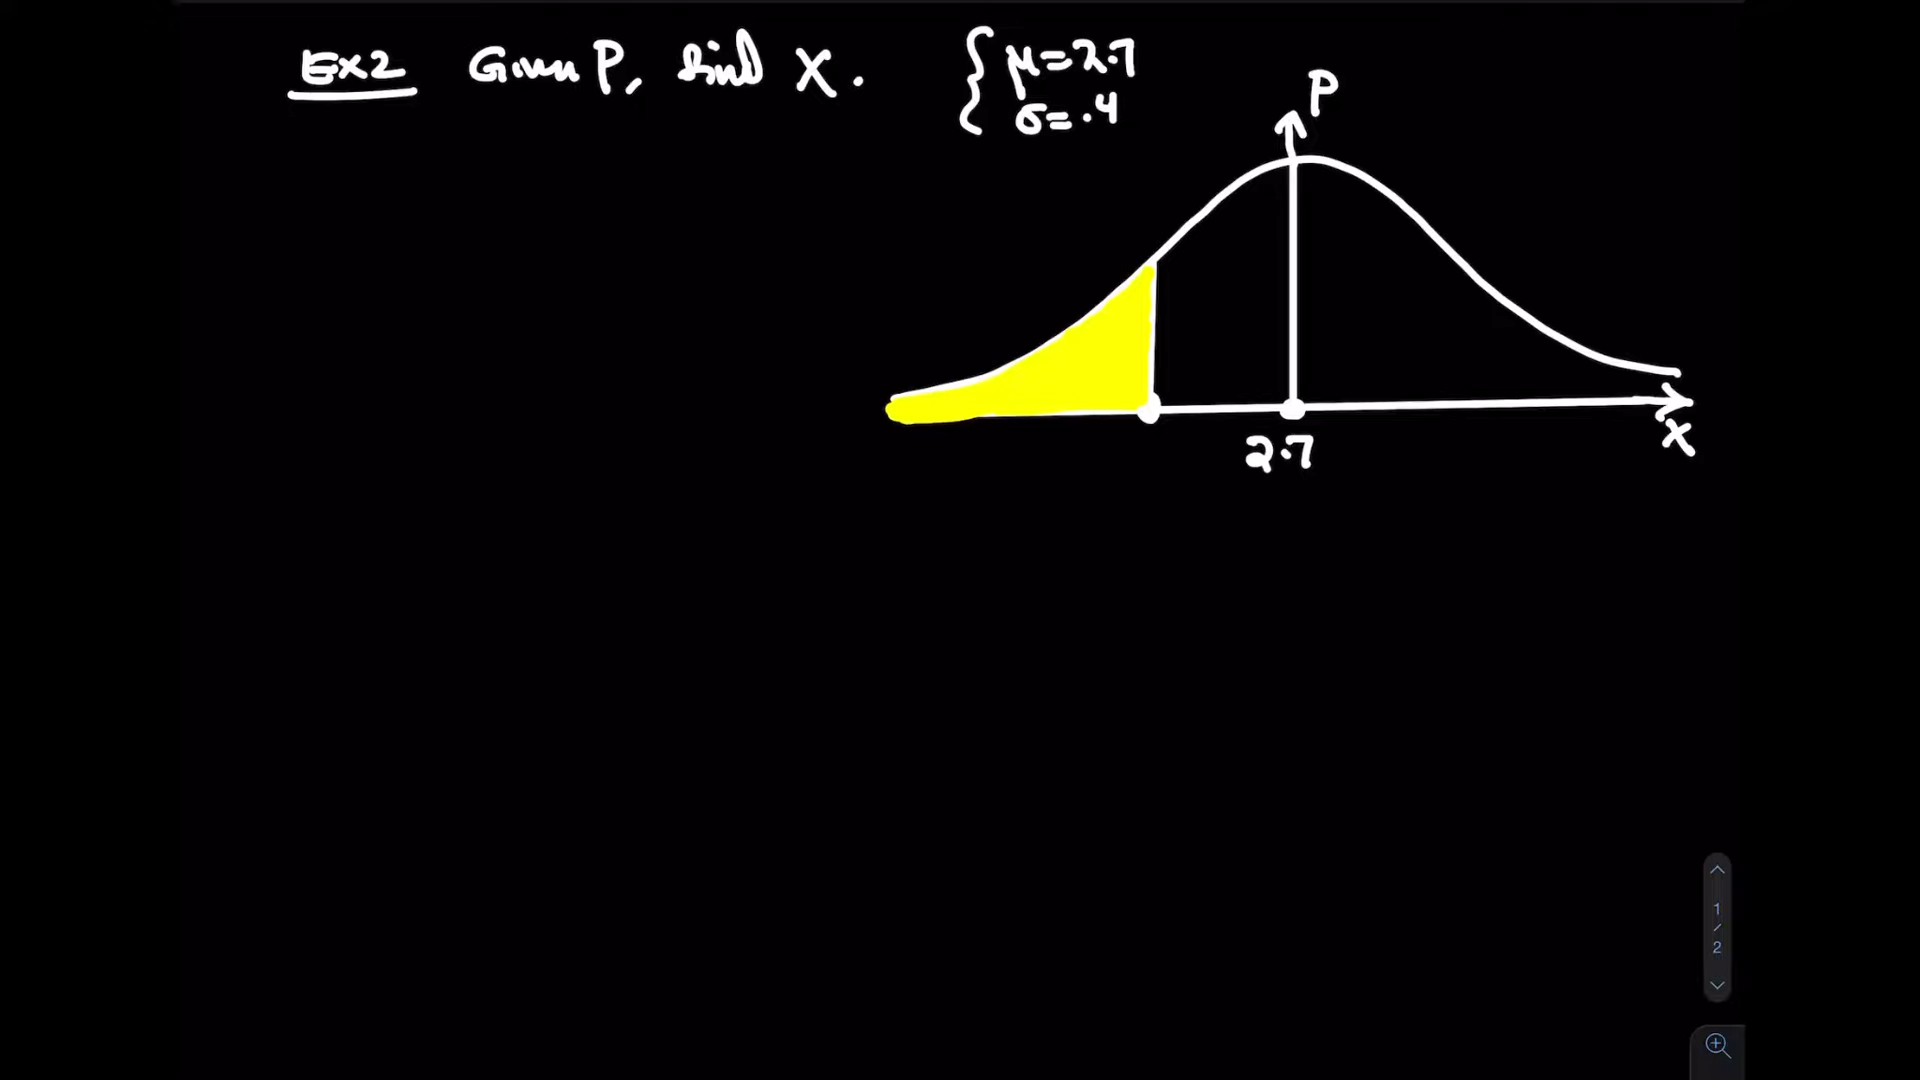 Ex2 Given P, find X. { μ=2.7
σ=.4
P
2.7
X
1
/
2